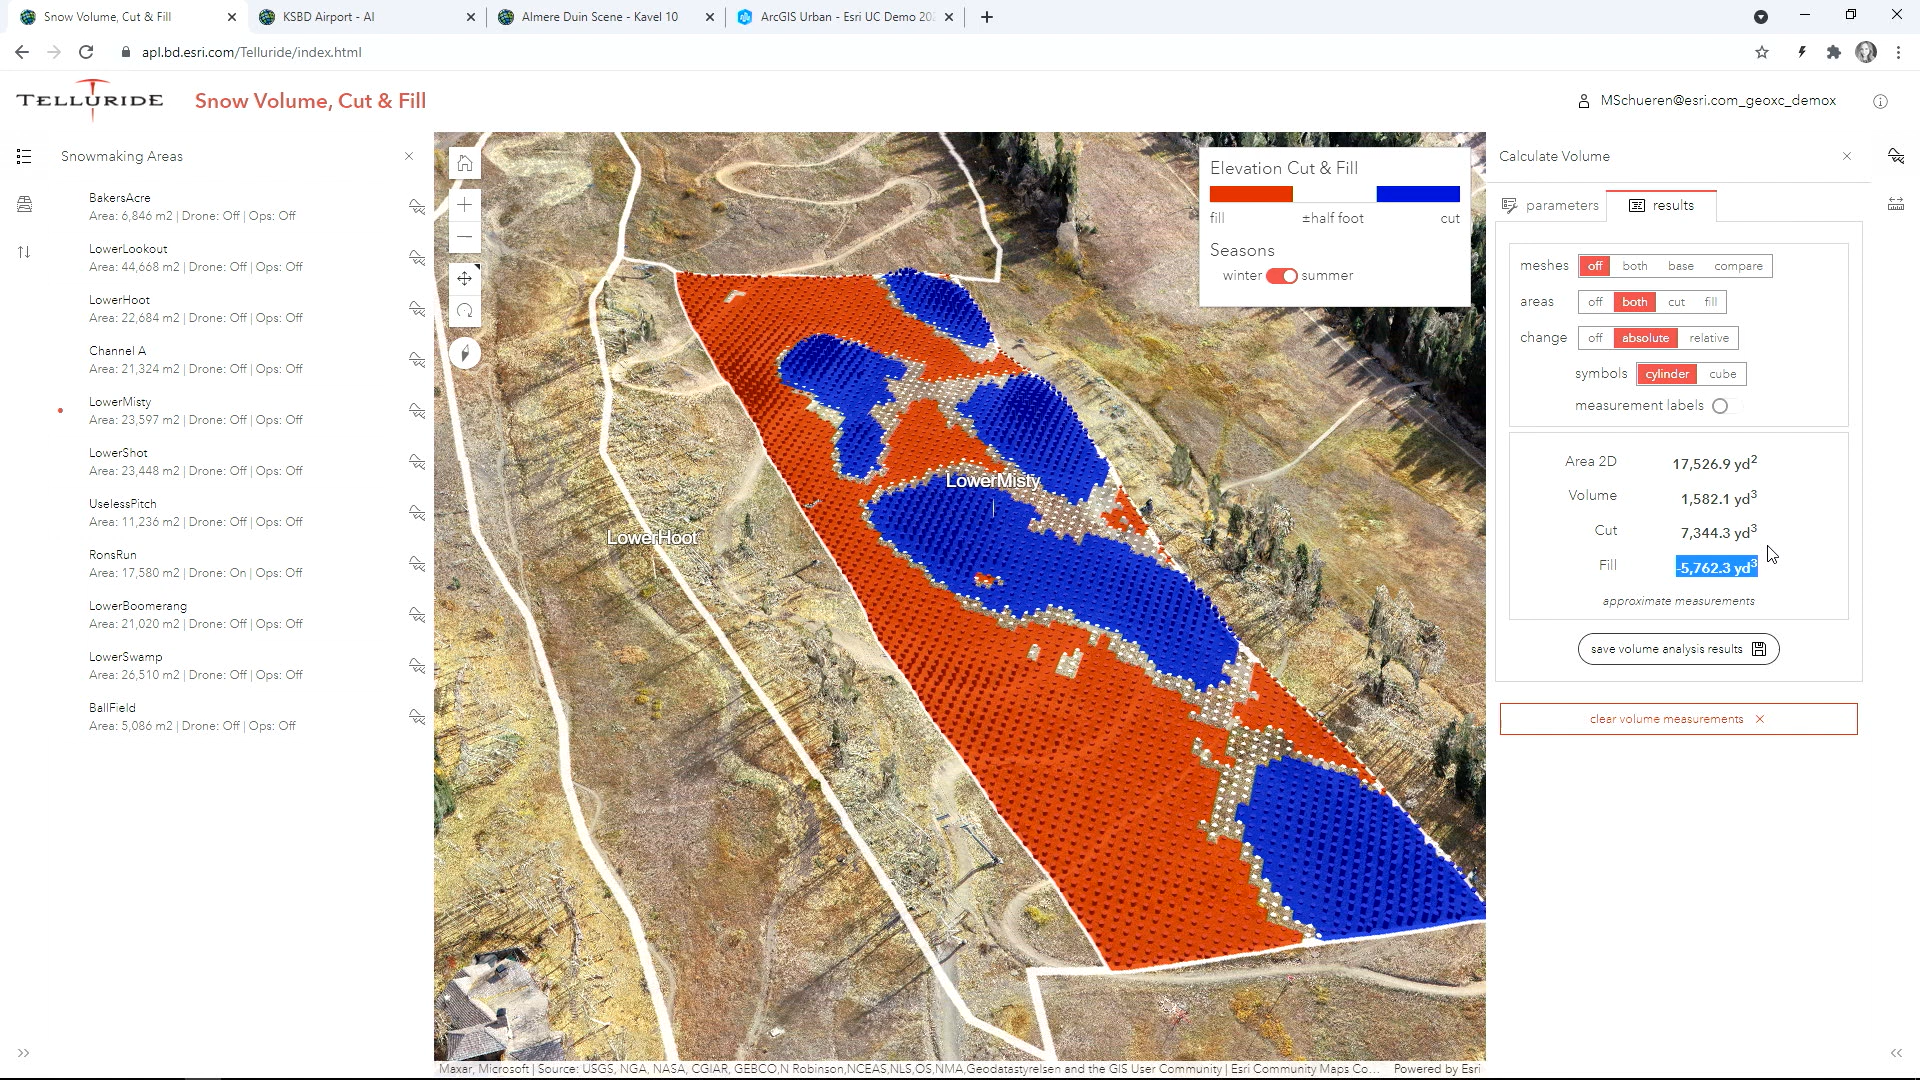 Snow Volume, Cut & Fill
KSBD Airport - AI
Almere Duin Scene - Kavel 10
ArcGIS Urban - Esri UC Demo 20
apl.bd.esri.com/Telluride/index.html
TELLURIDE
Snow Volume, Cut & Fill
MSchueren@esri.com_geoxc_demox
Snowmaking Areas
BakersAcre
Area: 6,846 m2 | Drone: Off | Ops: Off
LowerLookout
Area: 44,668 m2 | Drone: Off | Ops: Off
LowerHoot
Area: 22,684 m2 | Drone: Off | Ops: Off
Channel A
Area: 21,324 m2 | Drone: Off | Ops: Off
LowerMisty
Area: 23,597 m2 | Drone: Off | Ops: Off
LowerShot
Area: 23,448 m2 | Drone: Off | Ops: Off
UselessPitch
Area: 11,236 m2 | Drone: Off | Ops: Off
RonsRun
Area: 17,580 m2 | Drone: On | Ops: Off
LowerBoomerang
Area: 21,020 m2 | Drone: Off | Ops: Off
LowerSwamp
Area: 26,510 m2 | Drone: Off | Ops: Off
BallField
Area: 5,086 m2 | Drone: Off | Ops: Off
LowerMisty
LowerHoot
Elevation Cut & Fill
fill ±half foot cut
Seasons
winter summer
Calculate Volume
parameters results
meshes off both base compare
areas off both cut fill
change off absolute relative
symbols cylinder cube
measurement labels
Area 2D 17,526.9 yd2
Volume 1,582.1 yd3
Cut 7,344.3 yd3
Fill -5,762.3 yd3
approximate measurements
save volume analysis results
clear volume measurements
Maxar, Microsoft | Source: USGS, NGA, NASA, CGIAR, GEBCO,N Robinson,NCEAS,NLS,OS,NMA,Geodatastyrelsen and the GIS User Community | Esri Community Maps Co... Powered by Esri